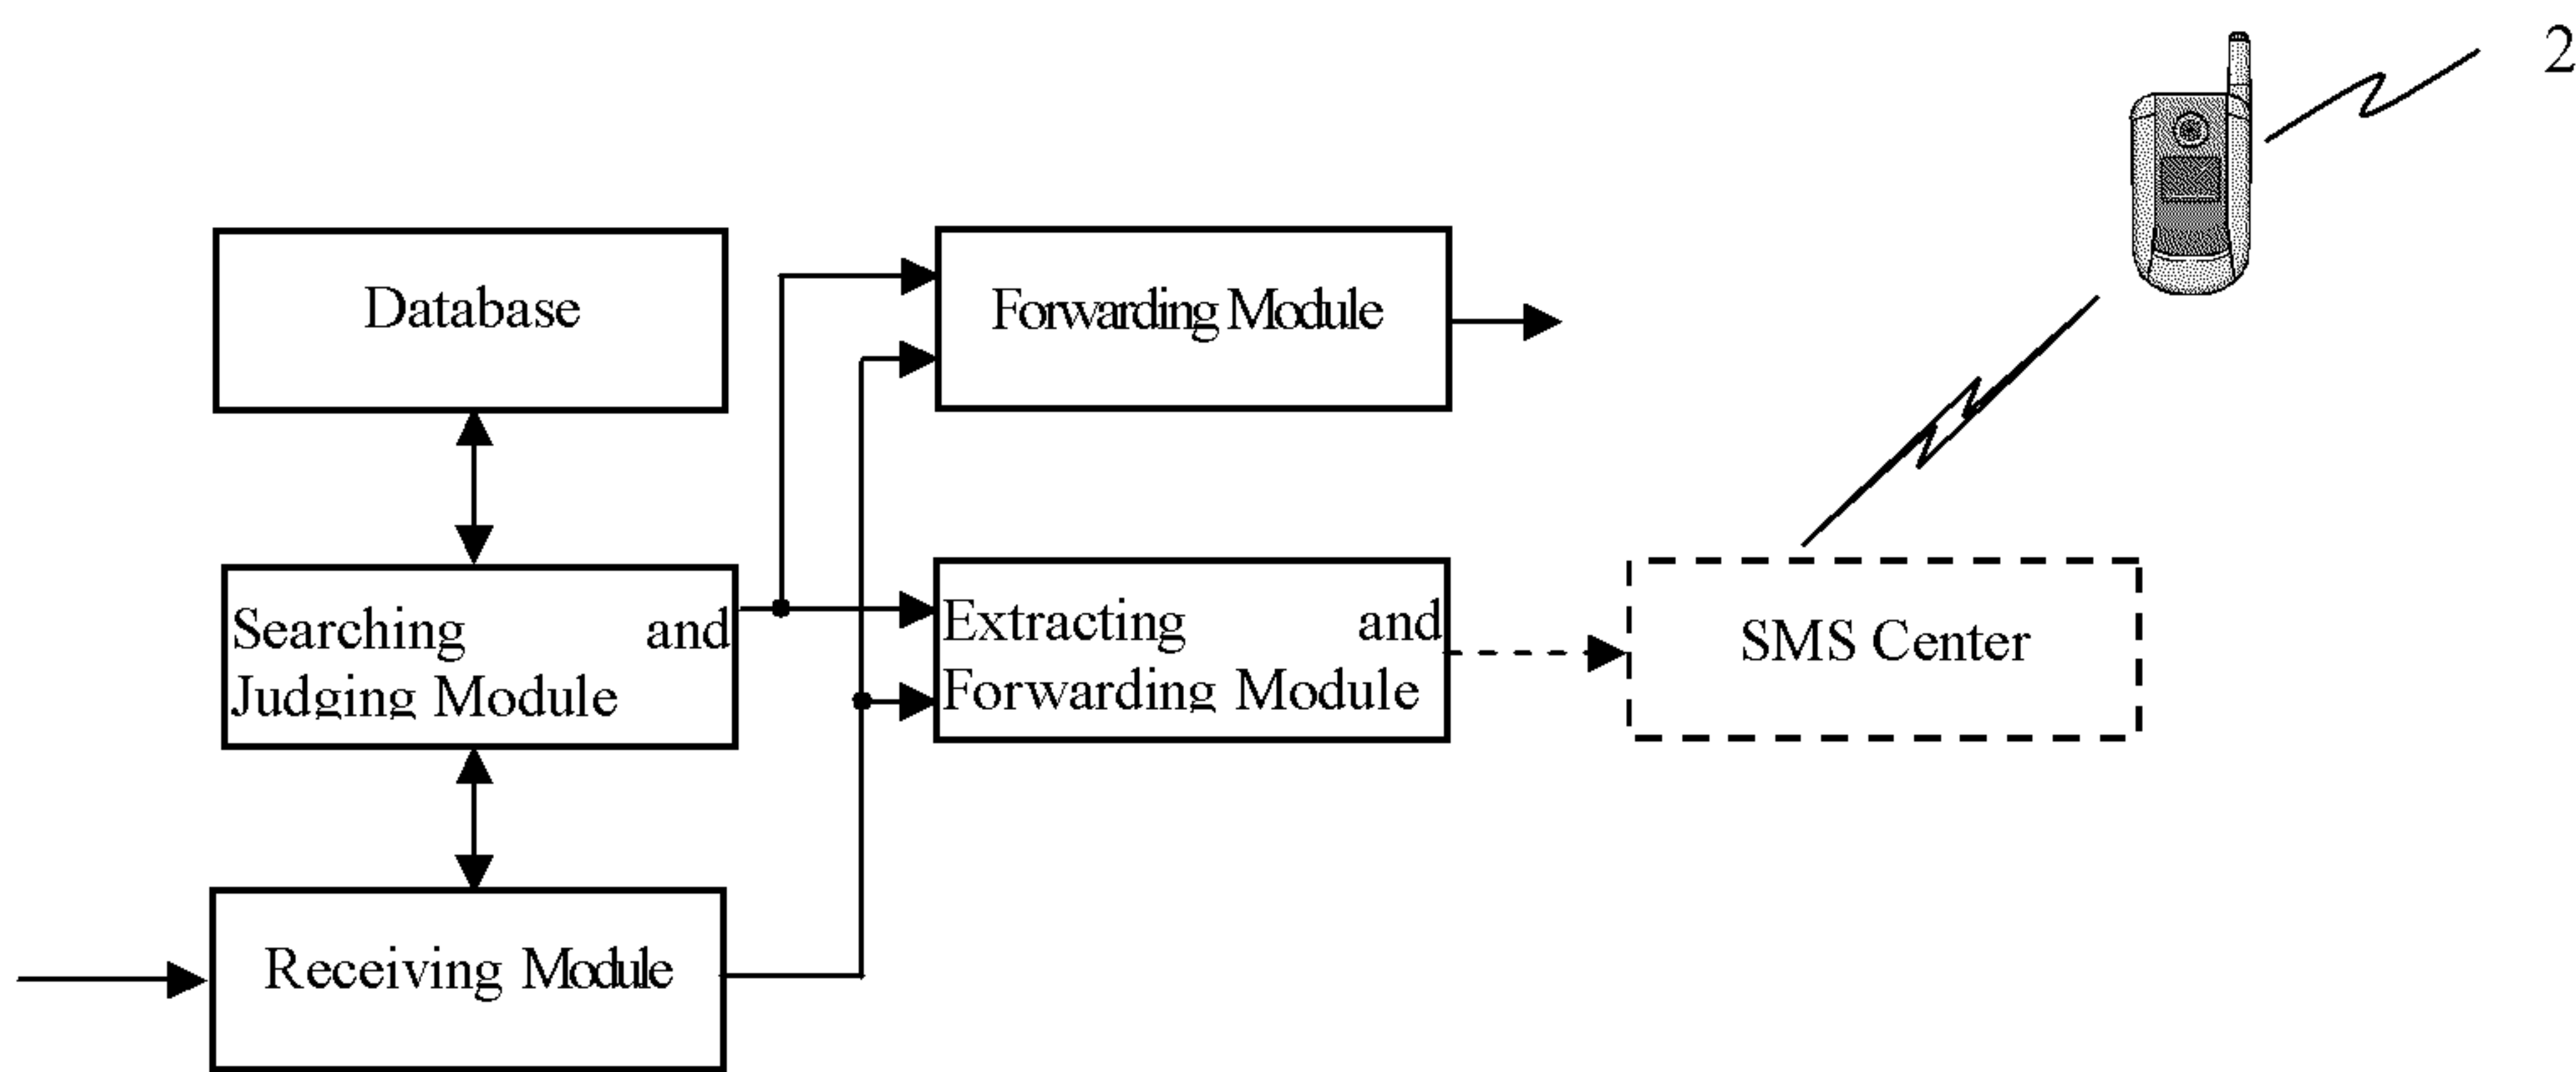 2
Database
Forwarding Module
Searching and
Judging Module
Extracting and
Forwarding Module
SMS Center
Receiving Module